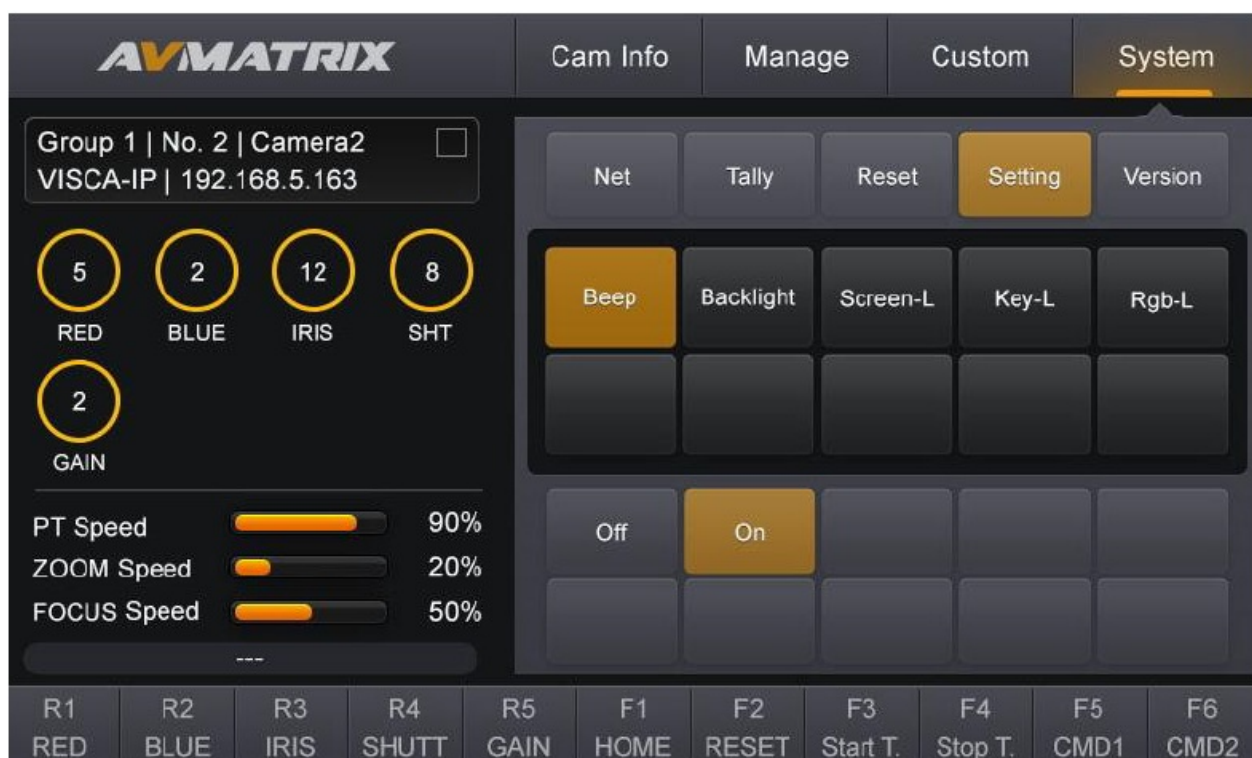 AVMATRIX
Cam Info Manage Custom System
Group 1 | No. 2 | Camera2
VISCA-IP | 192.168.5.163
Net Tally Reset Setting Version
5 2 12 8
RED BLUE IRIS SHT
Beep Backlight Screen-L Key-L Rgb-L
2
GAIN
PT Speed 90%
ZOOM Speed 20%
FOCUS Speed 50%
---
Off On
R1 R2 R3 R4 R5 F1 F2 F3 F4 F5 F6
RED BLUE IRIS SHUTT GAIN HOME RESET Start T. Stop T. CMD1 CMD2